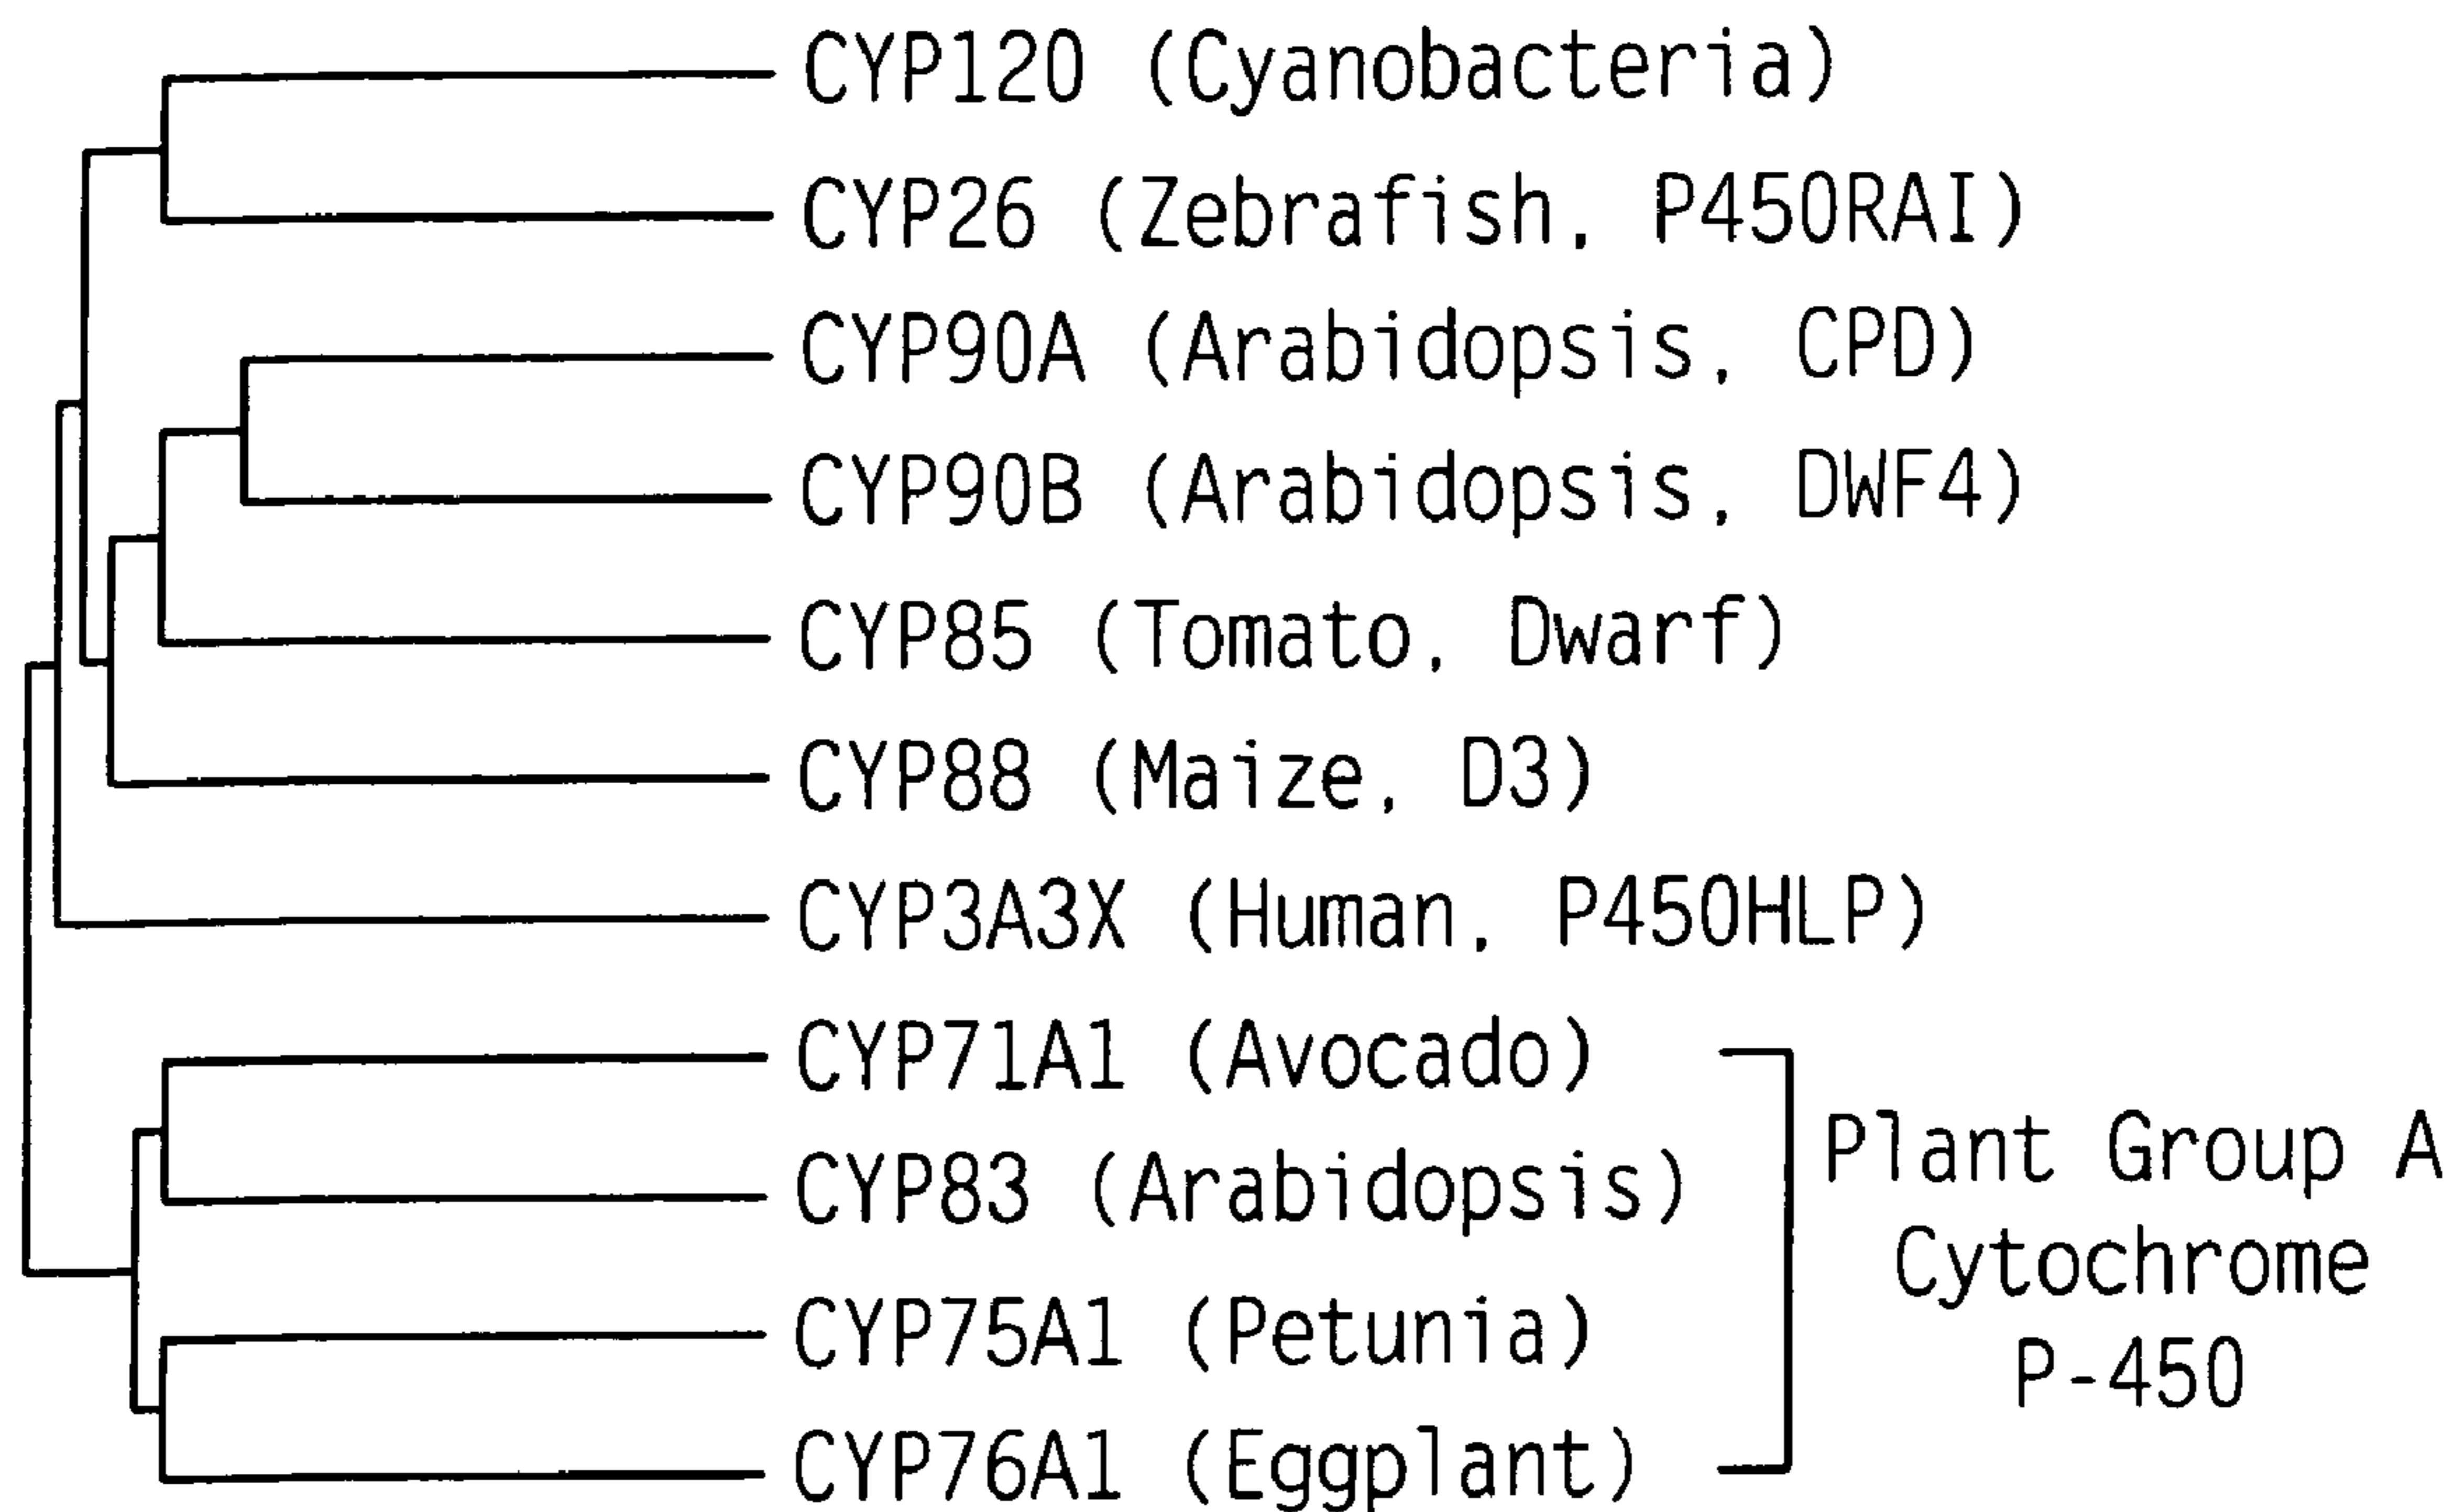 CYP120 (Cyanobacteria)
CYP26 (Zebrafish, P450RAI)
CYP90A (Arabidopsis, CPD)
CYP90B (Arabidopsis, DWF4)
CYP85 (Tomato, Dwarf)
CYP88 (Maize, D3)
CYP3A3X (Human, P450HLP)
CYP71A1 (Avocado)
CYP83 (Arabidopsis)
CYP75A1 (Petunia)
CYP76A1 (Eggplant)
Plant Group A
Cytochrome
P-450